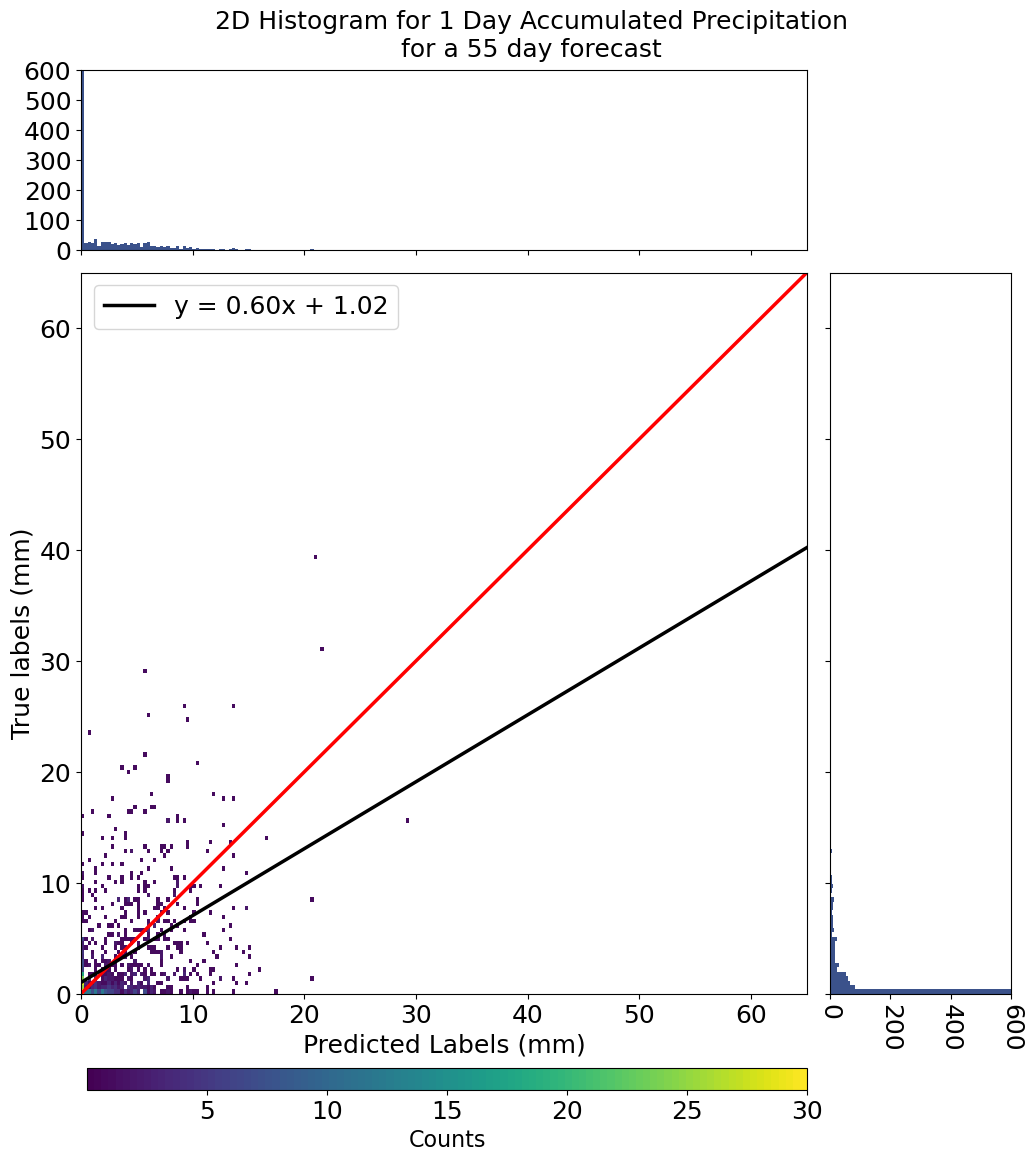 2D Histogram for 1 Day Accumulated Precipitation
for a 55 day forecast
600
500
400
300
200
100
0
y = 0.60x + 1.02
60
50
40
30
20
10
0
True labels (mm)
0 10 20 30 40 50 60
Predicted Labels (mm)
0 200 400 600
5 10 15 20 25 30
Counts